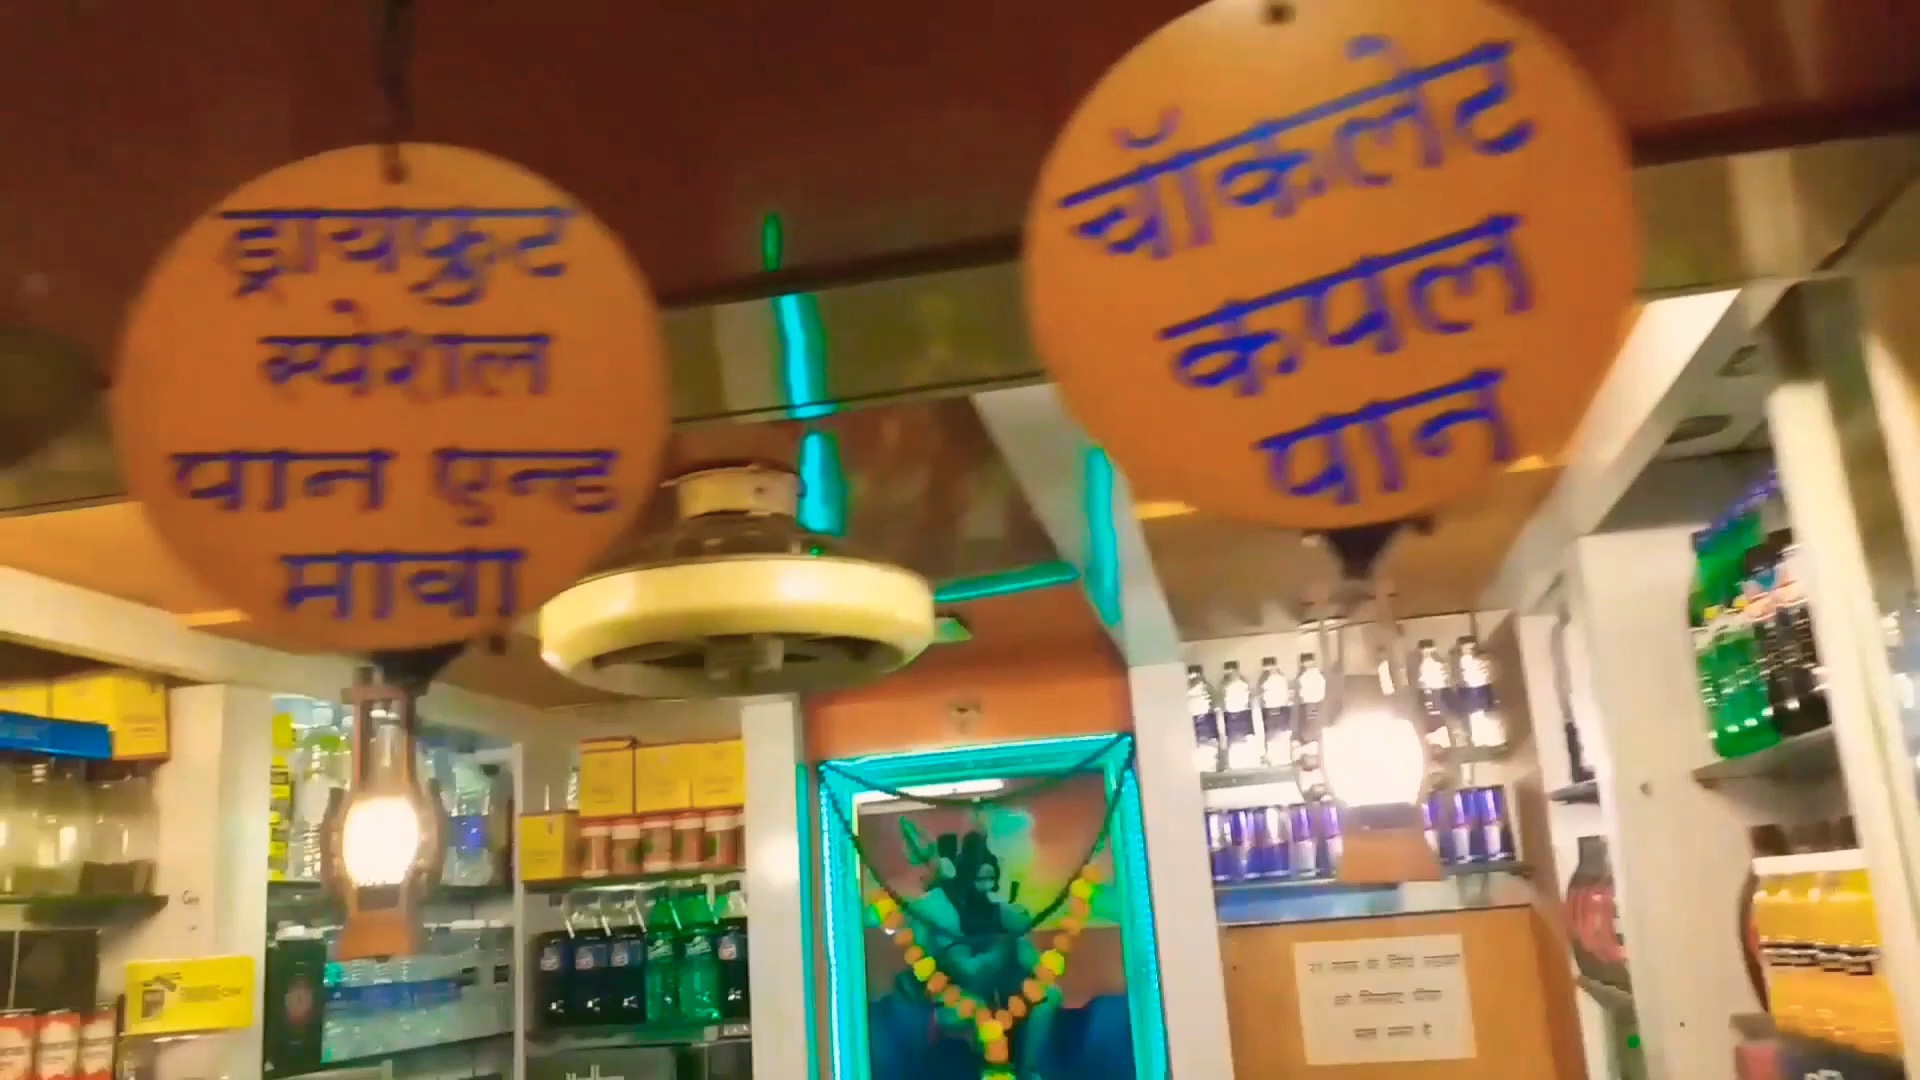 ड्रायफ्रुट
स्पेशल
पान एन्ड
मावा
चॉकलेट
कपल
पान